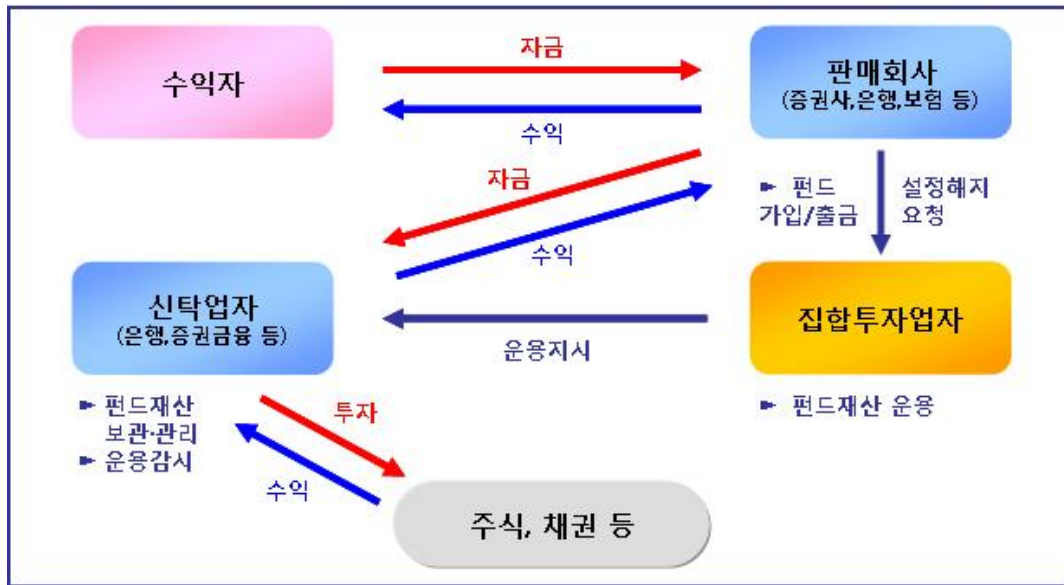 자금
수익자
판매회사
(증권사,은행,보험 등)
수익
자금
► 펀드
가입/출금
설정해지
요청
수익
신탁업자
(은행,증권금융 등)
집합투자업자
운용지시
► 펀드재산
보관·관리
► 운용감시
투자
► 펀드재산 운용
수익
주식, 채권 등